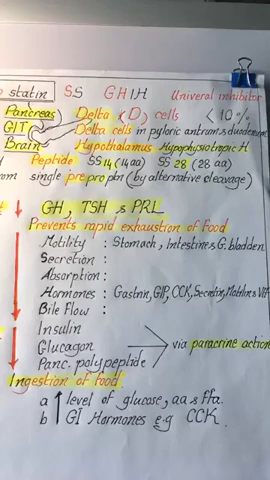 statin SS GHIH Univeral inhibitor
Pancreas Delta (D) cells < 10%
GIT Delta cells in pyloric antrum & duodenum
Brain Hypothalamus Hypophysiotropic H
Peptide SS14 (14aa) SS 28 (28 aa)
from single prepro ptn (by alternative cleavage)
↓ GH, TSH & PRL
Prevents rapid exhaustion of food
Motility : Stomach, Intestine & G. bladder
Secretion :
Absorption :
Hormones : Gastrin, GIP, CCK, Secretin, Motilin & VIP
Bile Flow :
Insulin
Glucagon via paracrine action
Panc. polypeptide
Ingestion of food
a ↑ level of glucose, aa & ffa.
b GI Hormones e.g CCK.